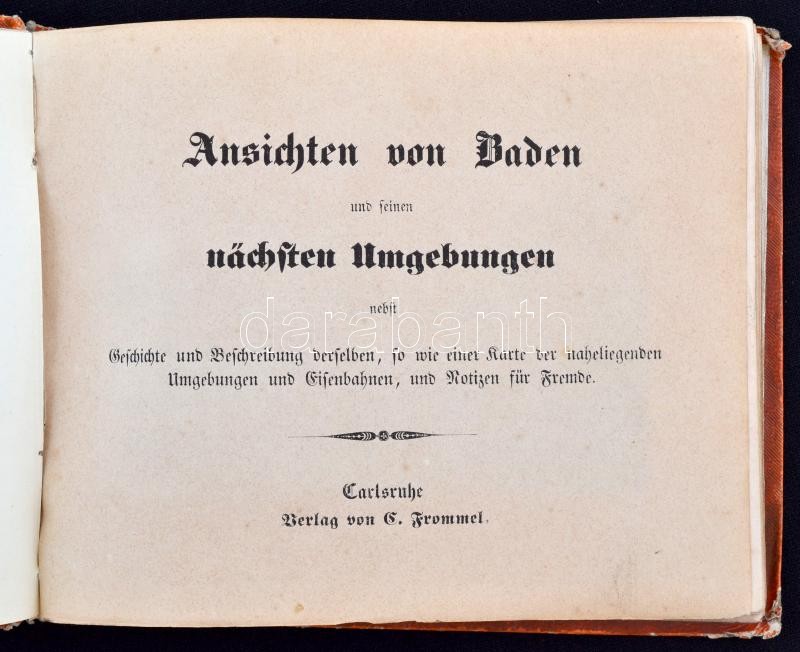 Ansichten von Baden
und seinen
nächsten Umgebungen
nebst
darabanth
Geschichte und Beschreibung derselben, so wie einer Karte der naheliegenden
Umgebungen und Eisenbahnen, und Notizen für Fremde.
Carlsruhe
Verlag von C. Frommel.